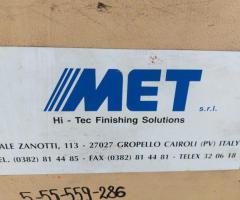 MET s.r.l.
Hi - Tec Finishing Solutions
ALE ZANOTTI, 113 - 27027 GROPELLO CAIROLI (PV) ITALY
EL. (0382) 81 44 85 - FAX (0382) 81 44 81 - TELEX 32 06 18
5-55-559-286